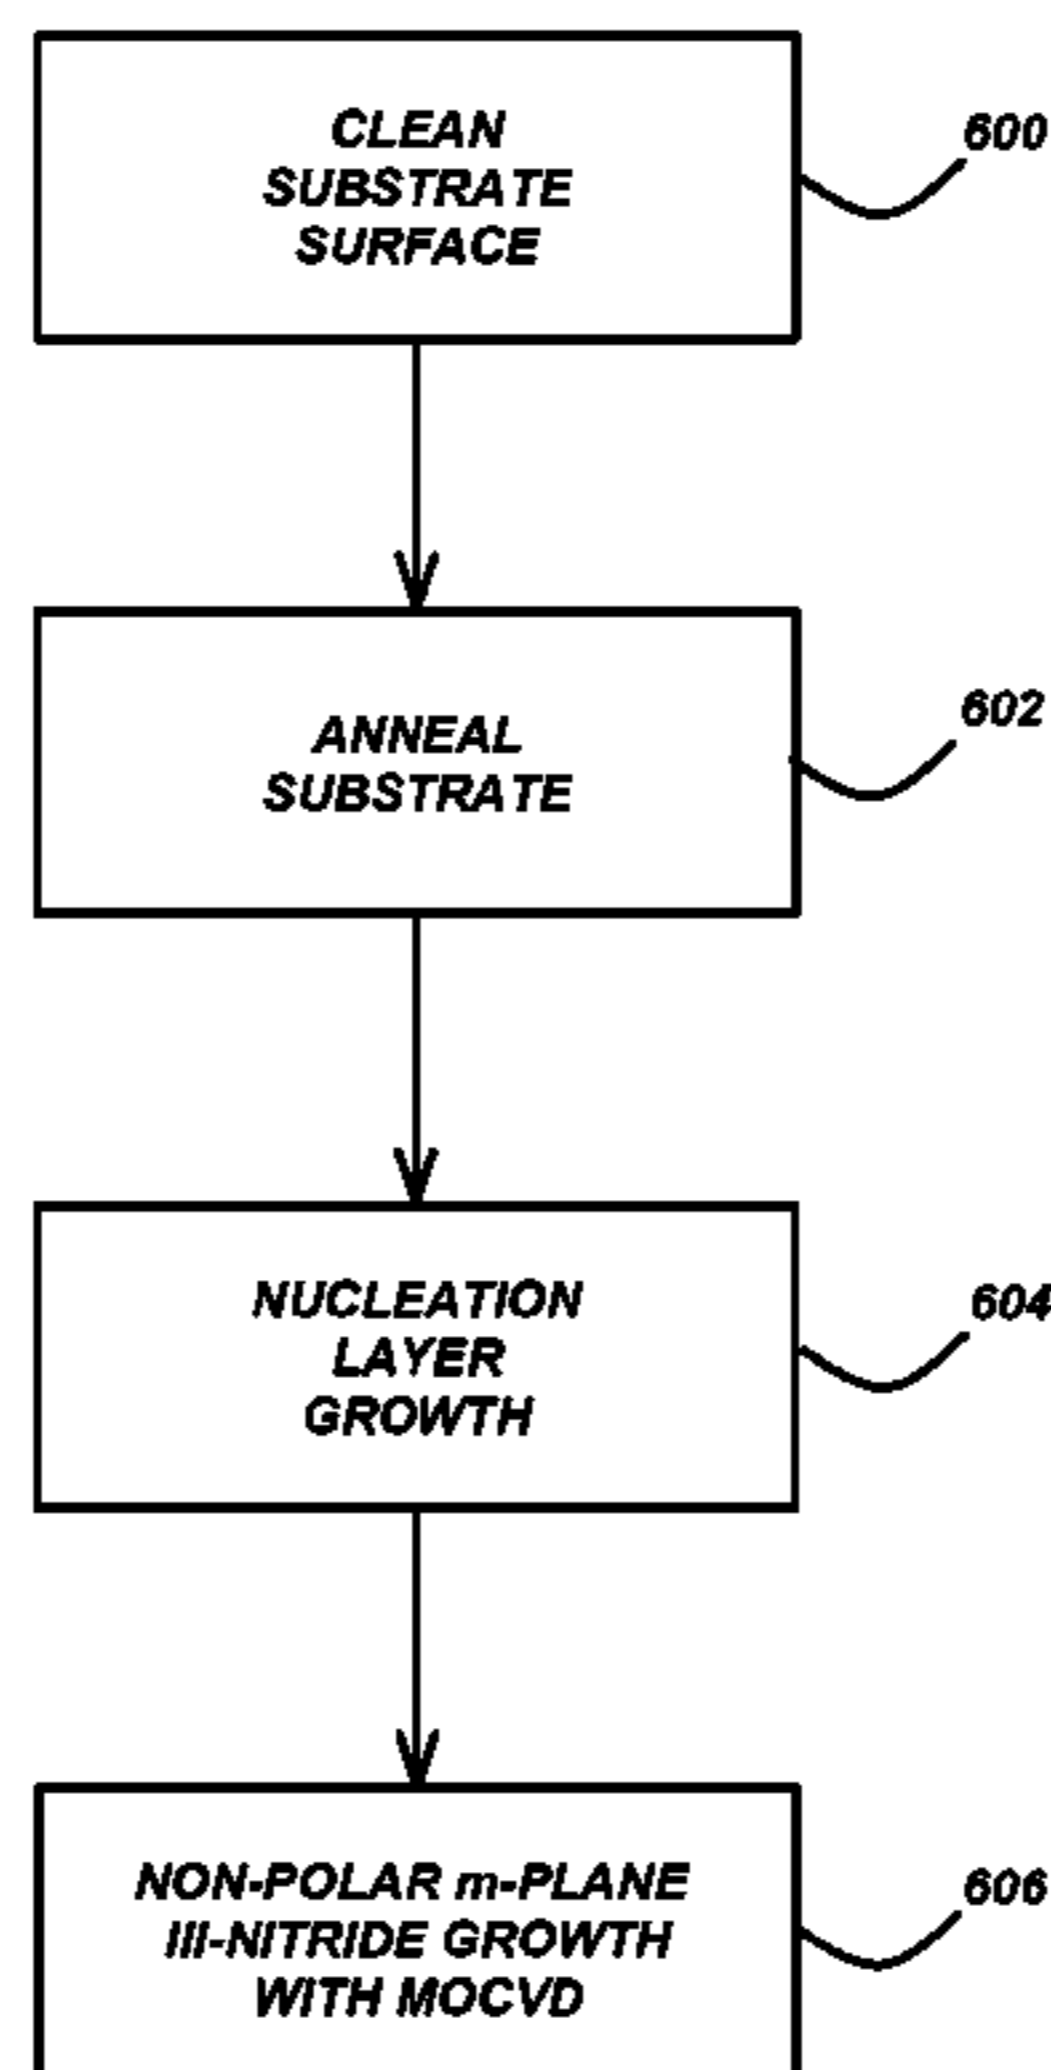 CLEAN
SUBSTRATE
SURFACE
600
ANNEAL
SUBSTRATE
602
NUCLEATION
LAYER
GROWTH
604
NON-POLAR m-PLANE
III-NITRIDE GROWTH
WITH MOCVD
606